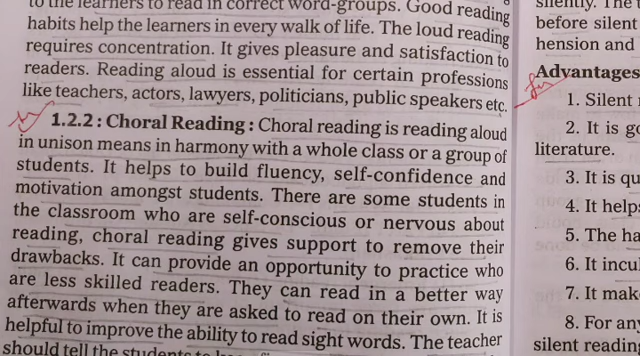 to the learners to read in correct word-groups. Good reading
habits help the learners in every walk of life. The loud reading
requires concentration. It gives pleasure and satisfaction to
readers. Reading aloud is essential for certain professions
like teachers, actors, lawyers, politicians, public speakers etc.
1.2.2 : Choral Reading : Choral reading is reading aloud
in unison means in harmony with a whole class or a group of
students. It helps to build fluency, self-confidence and
motivation amongst students. There are some students in
the classroom who are self-conscious or nervous about
reading, choral reading gives support to remove their
drawbacks. It can provide an opportunity to practice who
are less skilled readers. They can read in a better way
afterwards when they are asked to read on their own. It is
helpful to improve the ability to read sight words. The teacher
should tell the students to
silently. The
before silent
hension and
Advantages
1. Silent
2. It is
literature.
3. It is
4. It
5. The
6. It
7. It
8. For
silent